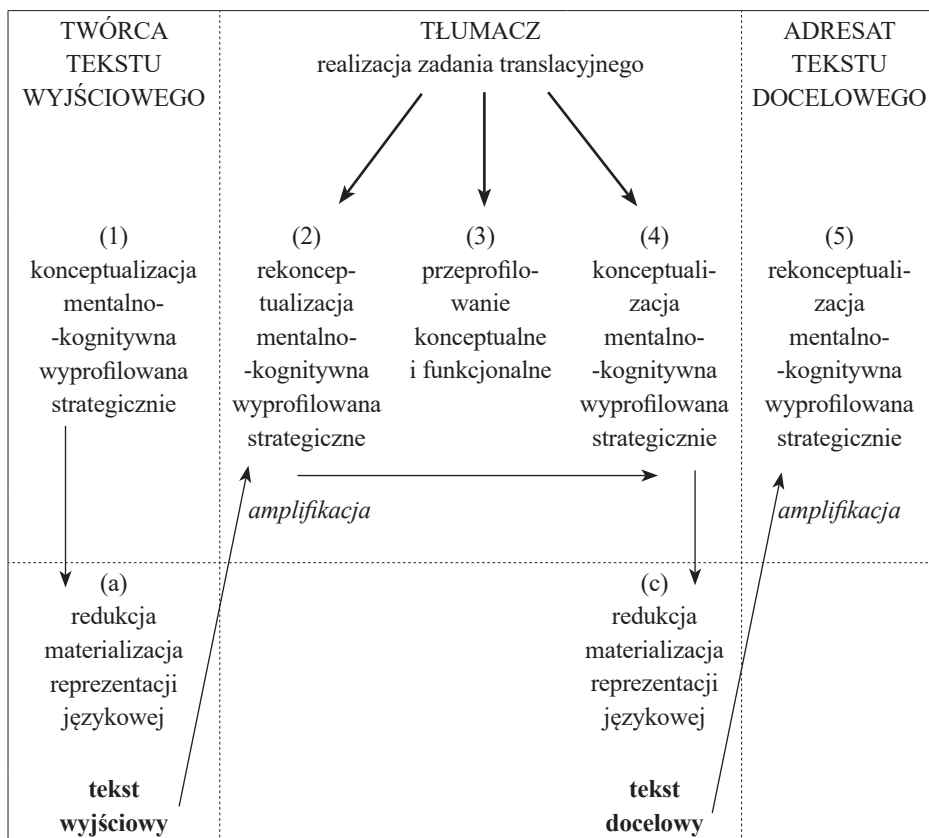 TWÓRCA
TEKSTU
WYJŚCIOWEGO
TŁUMACZ
realizacja zadania translacyjnego
ADRESAT
TEKSTU
DOCELOWEGO
(1)
konceptualizacja
mentalno-
-kognitywna
wyprofilowana
strategicznie
(2)
rekoncep-
tualizacja
mentalno-
-kognitywna
wyprofilowana
strategiczne
(3)
przeprofilo-
wanie
konceptualne
i funkcjonalne
(4)
konceptuali-
zacja
mentalno-
-kognitywna
wyprofilowana
strategicznie
(5)
rekonceptuali-
zacja
mentalno-
-kognitywna
wyprofilowana
strategicznie
amplifikacja
amplifikacja
(a)
redukcja
materializacja
reprezentacji
językowej
tekst
wyjściowy
(c)
redukcja
materializacja
reprezentacji
językowej
tekst
docelowy